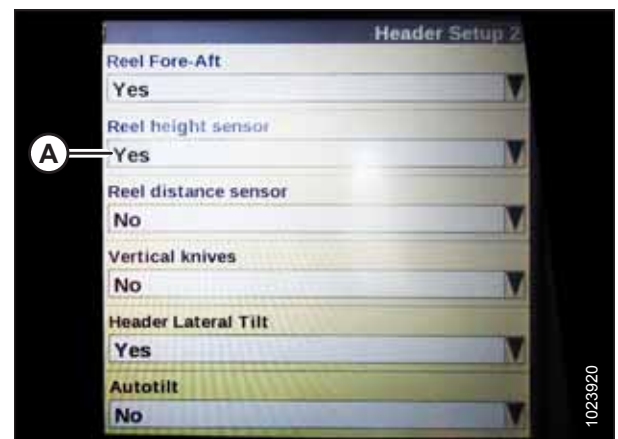 Header Setup 2
Reel Fore-Aft
Yes
Reel height sensor
A
Yes
Reel distance sensor
No
Vertical knives
No
Header Lateral Tilt
Yes
Autotilt
No
1023920